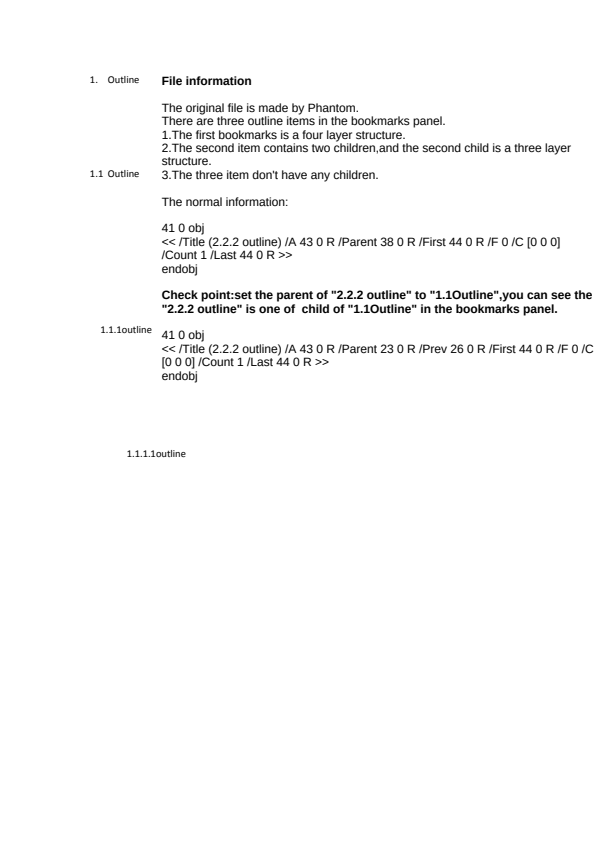 1. Outline
File information
The original file is made by Phantom.
There are three outline items in the bookmarks panel.
1.The first bookmarks is a four layer structure.
2.The second item contains two children,and the second child is a three layer
structure.
1.1 Outline
3.The three item don't have any children.
The normal information:
41 0 obj
<< /Title (2.2.2 outline) /A 43 0 R /Parent 38 0 R /First 44 0 R /F 0 /C [0 0 0]
/Count 1 /Last 44 0 R >>
endobj
Check point:set the parent of "2.2.2 outline" to "1.1Outline",you can see the
"2.2.2 outline" is one of  child of "1.1Outline" in the bookmarks panel.
1.1.1outline
41 0 obj
<< /Title (2.2.2 outline) /A 43 0 R /Parent 23 0 R /Prev 26 0 R /First 44 0 R /F 0 /C
[0 0 0] /Count 1 /Last 44 0 R >>
endobj
1.1.1.1outline